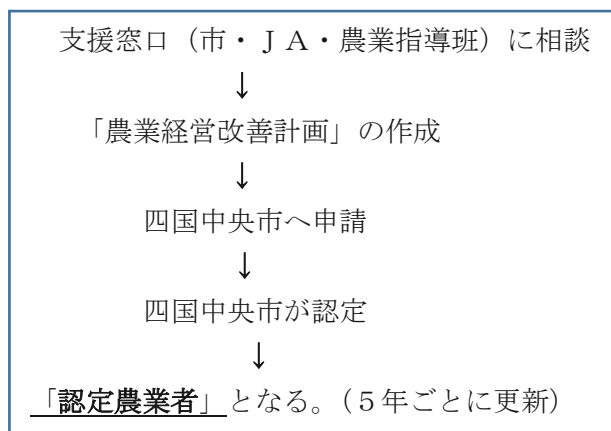 支援窓口（市・ＪＡ・農業指導班）に相談
↓
「農業経営改善計画」の作成
↓
四国中央市へ申請
↓
四国中央市が認定
↓
「認定農業者」となる。（５年ごとに更新）